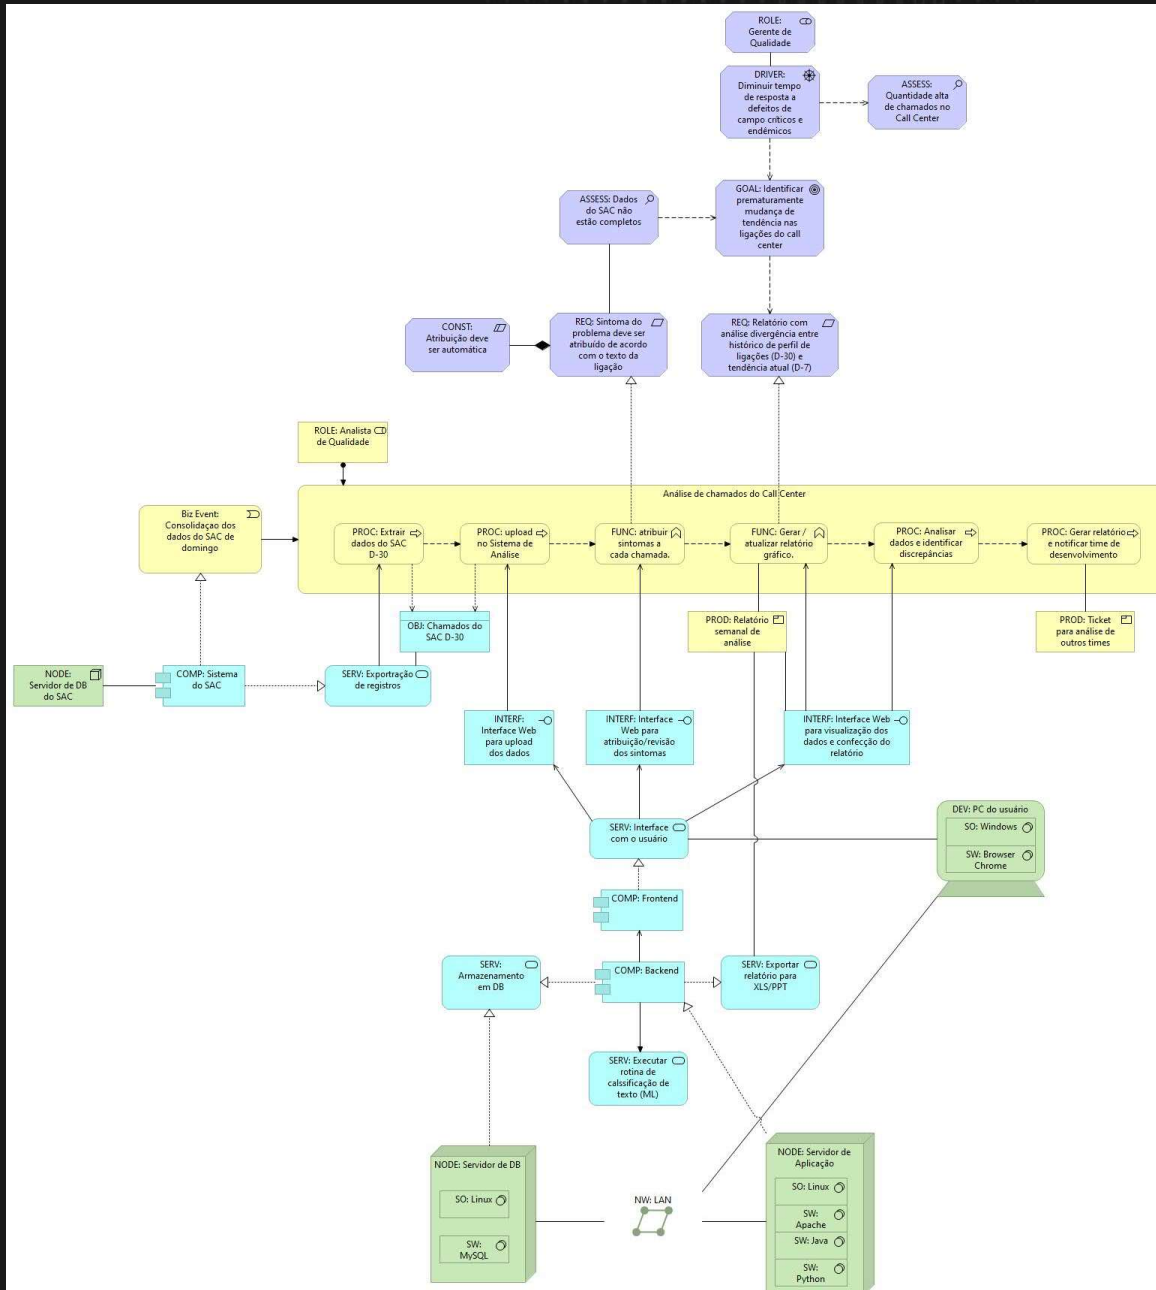 ROLE:
Gerente de
Qualidade
DRIVER:
Diminuir tempo
de resposta a
defeitos de
campo críticos e
endêmicos
ASSESS:
Quantidade alta
de chamados no
Call Center
ASSESS: Dados
do SAC não
estão completos
GOAL: Identificar
prematuramente
mudança de
tendência nas
ligações do call
center
CONST:
Atribuição deve
ser automática
REQ: Sintoma do
problema deve ser
atribuído de acordo
com o texto da
ligação
REQ: Relatório com
análise divergência entre
histórico de perfil de
ligações (D-30) e
tendência atual (D-7)
ROLE: Analista
de Qualidade
Análise de chamados do Call Center
Biz Event:
Consolidaçao dos
dados do SAC de
domingo
PROC: Extrair
dados do SAC
D-30
PROC: upload
no Sistema de
Análise
FUNC: atribuir
sintomas a
cada chamada.
FUNC: Gerar /
atualizar relatório
gráfico.
PROC: Analisar
dados e identificar
discrepâncias
PROC: Gerar relatório
e notificar time de
desenvolvimento
OBJ: Chamados do
SAC D-30
PROD: Relatório
semanal de
análise
PROD: Ticket
para análise de
outros times
NODE:
Servidor de DB
do SAC
COMP: Sistema
do SAC
SERV: Exportração
de registros
INTERF:
Interface Web
para upload
dos dados
INTERF: Interface
Web para
atribuição/revisão
dos sintomas
INTERF: Interface Web
para visualização dos
dados e confecção do
relatório
SERV: Interface
com o usuário
DEV: PC do usuário
SO: Windows
SW: Browser
Chrome
COMP: Frontend
SERV:
Armazenamento
em DB
COMP: Backend
SERV: Exportar
relatório para
XLS/PPT
SERV: Executar
rotina de
calssificação de
texto (ML)
NODE: Servidor de DB
SO: Linux
SW:
MySQL
NW: LAN
NODE: Servidor de
Aplicação
SO: Linux
SW:
Apache
SW: Java
SW:
Python